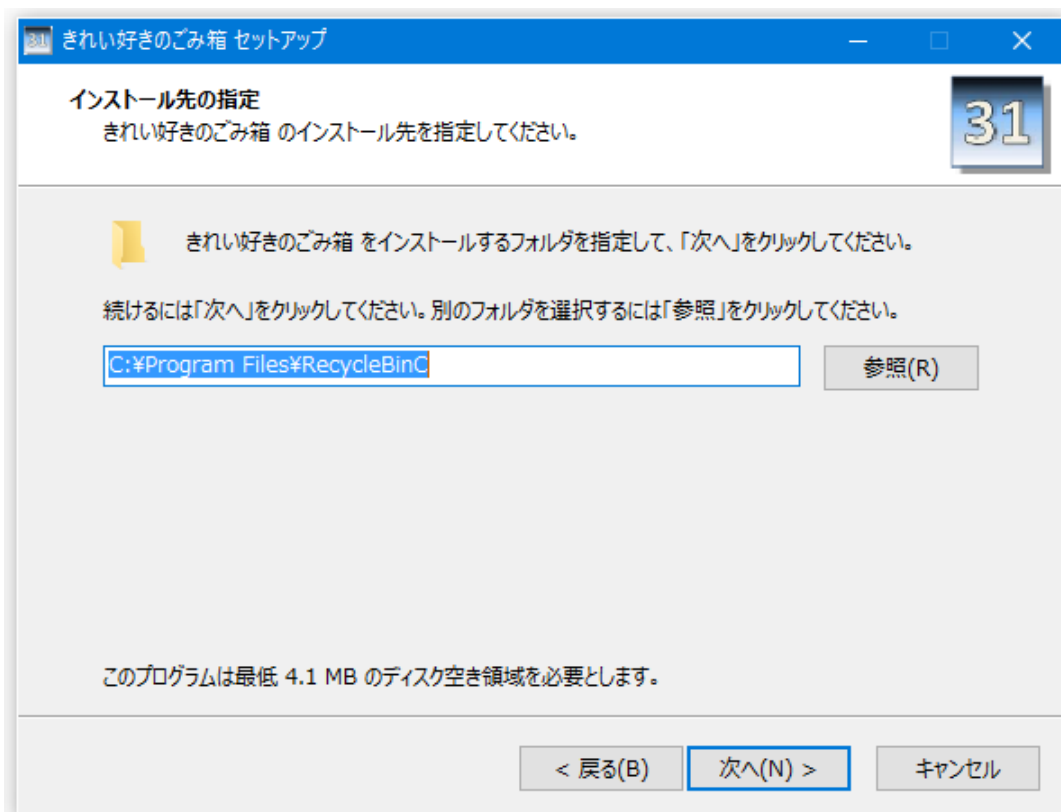 31 きれい好きのごみ箱 セットアップ
インストール先の指定
きれい好きのごみ箱 のインストール先を指定してください。
31
きれい好きのごみ箱 をインストールするフォルダを指定して、「次へ」をクリックしてください。
続けるには「次へ」をクリックしてください。別のフォルダを選択するには「参照」をクリックしてください。
C:¥Program Files¥RecycleBinC
参照(R)
このプログラムは最低 4.1 MB のディスク空き領域を必要とします。
< 戻る(B) 次へ(N) > キャンセル